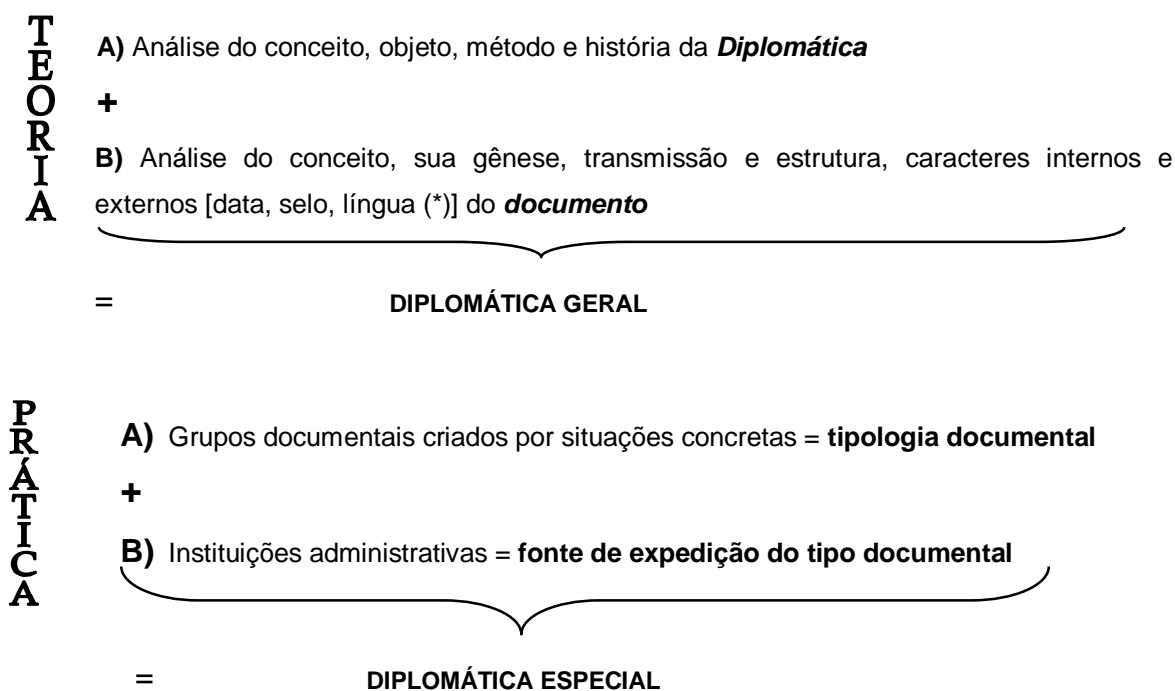 TEORIA
A) Análise do conceito, objeto, método e história da Diplomática
+
B) Análise do conceito, sua gênese, transmissão e estrutura, caracteres internos e
externos [data, selo, língua (*)] do documento
= DIPLOMÁTICA GERAL
PRÁTICA
A) Grupos documentais criados por situações concretas = tipologia documental
+
B) Instituições administrativas = fonte de expedição do tipo documental
= DIPLOMÁTICA ESPECIAL